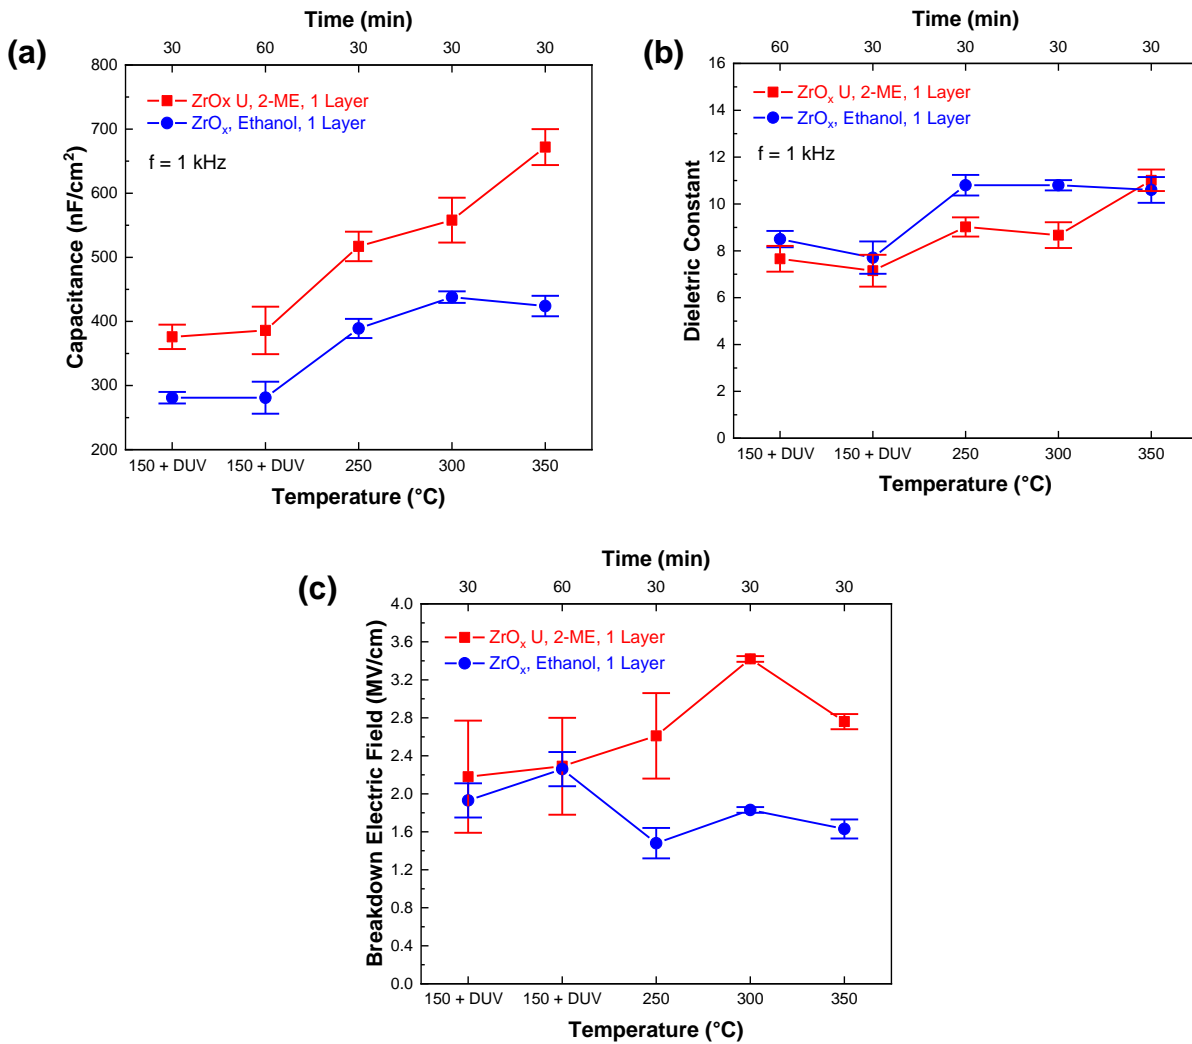 (a)
Time (min)
30 60 30 30 30
800
700
600
500
400
300
200
Capacitance (nF/cm²)
ZrOx U, 2-ME, 1 Layer
ZrOₓ, Ethanol, 1 Layer
f = 1 kHz
150 + DUV 150 + DUV 250 300 350
Temperature (°C)
(b)
Time (min)
60 30 30 30 30
16
14
12
10
8
6
4
2
0
Dieletric Constant
ZrOₓ U, 2-ME, 1 Layer
ZrOₓ, Ethanol, 1 Layer
f = 1 kHz
150 + DUV 150 + DUV 250 300 350
Temperature (°C)
(c)
Time (min)
30 60 30 30 30
4.0
3.6
3.2
2.8
2.4
2.0
1.6
1.2
0.8
0.4
0.0
Breakdown Electric Field (MV/cm)
ZrOₓ U, 2-ME, 1 Layer
ZrOₓ, Ethanol, 1 Layer
150 + DUV 150 + DUV 250 300 350
Temperature (°C)